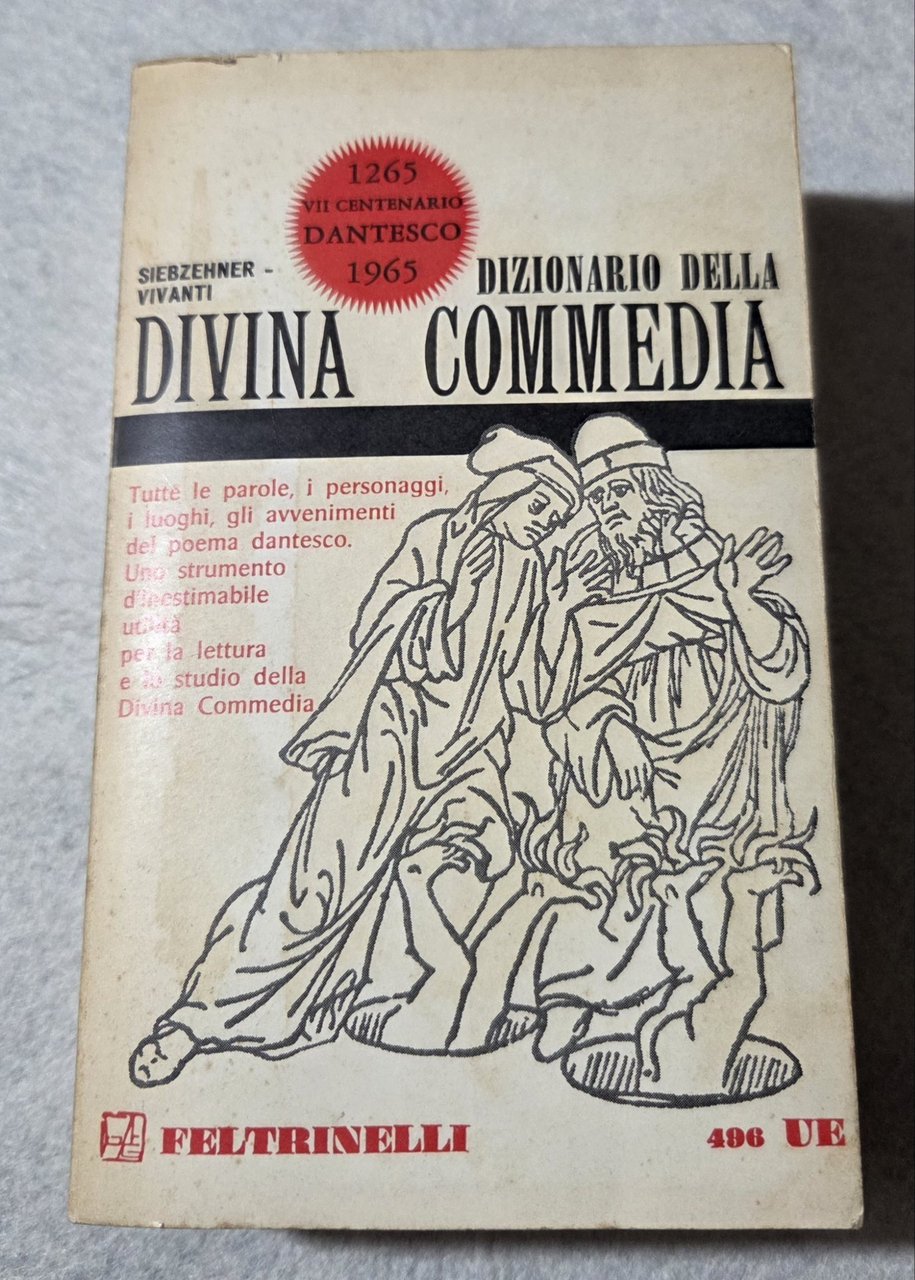 1265
VII CENTENARIO
DANTESCO
1965
SIEBZEHNER -
VIVANTI
DIZIONARIO DELLA
DIVINA COMMEDIA
Tutte le parole, i personaggi,
i luoghi, gli avvenimenti
del poema dantesco.
Uno strumento
d'inestimabile
utilità
per la lettura
e lo studio della
Divina Commedia
FELTRINELLI
496 UE